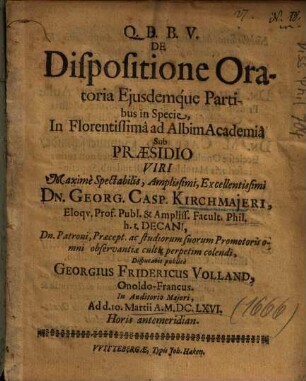 Q. D. B. V.
DE
Dispositione Ora-
toria Ejusdemque Parti-
bus in Specie,
In Florentissimâ ad Albim Academiâ
Sub
PRÆSIDIO
VIRI
Maximè Spectabilis, Amplissimi, Excellentissimi
DN. GEORG. CASP. KIRCHMAJERI,
Eloqv. Prof. Publ. & Ampliss. Facult. Phil.
h. t. DECANI,
Dn. Patroni, Præcept. ac studiorum suorum Promotoris o-
mni observantiæ cultu perpetim colendi,
Disputabit publicè
GEORGIUS FRIDERICUS VOLLAND,
Onoldo-Francus.
In Auditorio Majori,
Ad d. 10. Martii A. M. DC. LXVI.
Horis antemeridian.
VVITTEBERGÆ, Typis Joh. Haken.
(1666)